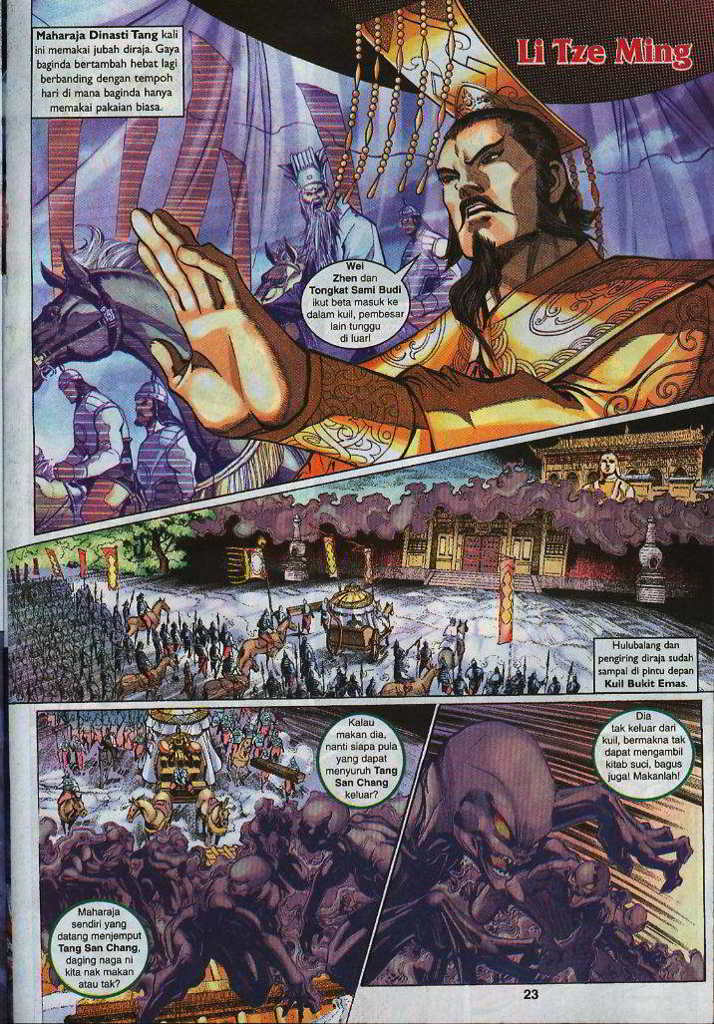 Maharaja Dinasti Tang kali
ini memakai jubah diraja. Gaya
baginda bertambah hebat lagi
berbanding dengan tempoh
hari di mana baginda hanya
memakai pakaian biasa.
Li Tze Ming
Wei
Zhen dan
Tongkat Sami Budi
ikut beta masuk ke
dalam kuil, pembesar
lain tunggu
di luar!
Hulubalang dan
pengiring diraja sudah
sampai di pintu depan
Kuil Bukit Emas.
Maharaja
sendiri yang
datang menjemput
Tang San Chang,
daging naga ni
kita nak makan
atau tak?
Kalau
makan dia,
nanti siapa pula
yang dapat
menyuruh Tang
San Chang
keluar?
Dia
tak keluar dari
kuil, bermakna tak
dapat mengambil
kitab suci, bagus
juga! Makanlah!
23